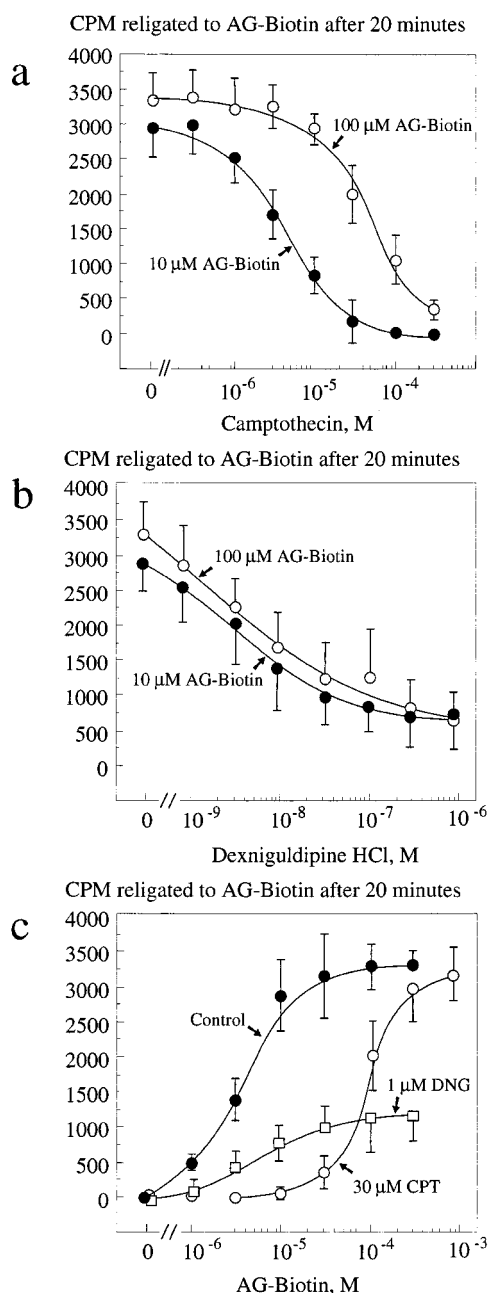 CPM religated to AG-Biotin after 20 minutes
a
4000
3500
3000
2500
2000
1500
1000
500
0
100 µM AG-Biotin
10 µM AG-Biotin
0 // 10-6 10-5 10-4
Camptothecin, M
CPM religated to AG-Biotin after 20 minutes
b
4000
3500
3000
2500
2000
1500
1000
500
0
100 µM AG-Biotin
10 µM AG-Biotin
0 // 10-9 10-8 10-7 10-6
Dexniguldipine HCl, M
CPM religated to AG-Biotin after 20 minutes
c
4000
3500
3000
2500
2000
1500
1000
500
0
Control
1 µM DNG
30 µM CPT
0 // 10-6 10-5 10-4 10-3
AG-Biotin, M